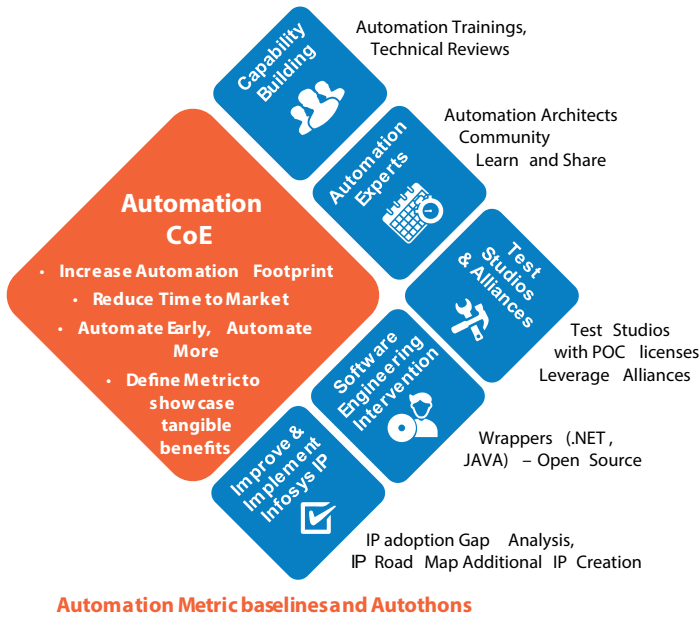 Capability
Building
Automation Trainings,
Technical Reviews
Automation
Experts
Automation Architects
Community
Learn and Share
Automation
CoE
• Increase Automation Footprint
• Reduce Time to Market
• Automate Early, Automate
More
• Define Metric to
showcase
tangible
benefits
Test
Studios
& Alliances
Test Studios
with POC licenses
Leverage Alliances
Software
Engineering
Intervention
Wrappers (.NET,
JAVA) – Open Source
Improve &
Implement
Infosys IP
IP adoption Gap Analysis,
IP Road Map Additional IP Creation
Automation Metric baselines and Autothons